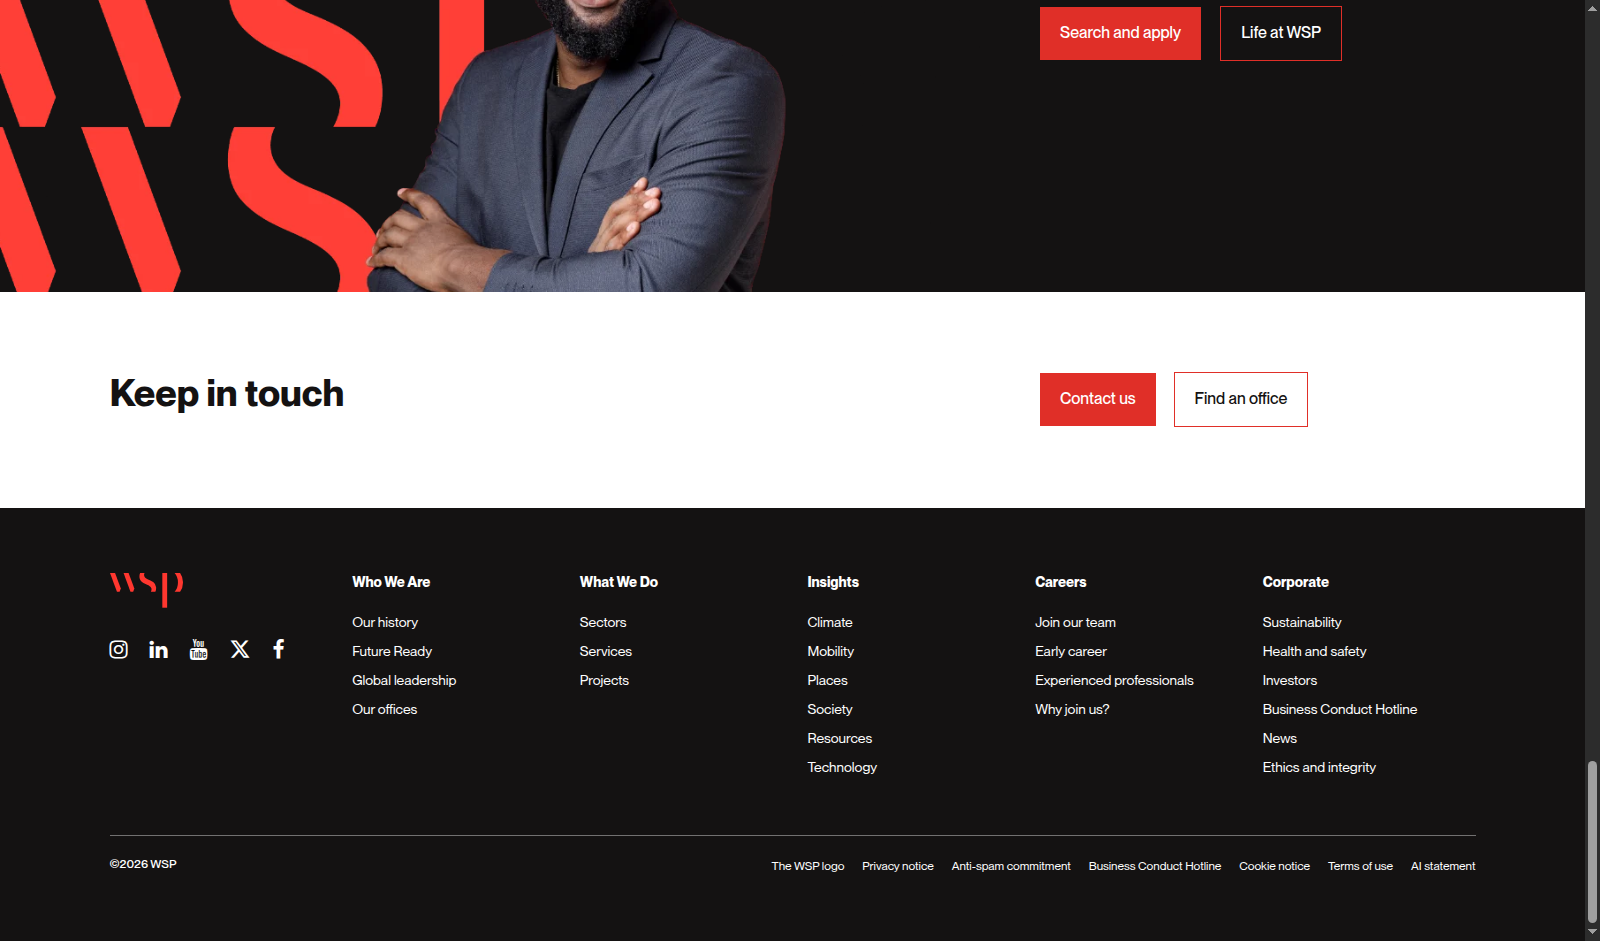 Search and apply
Life at WSP
Keep in touch
Contact us
Find an office
wsp
You
Tube
Who We Are
Our history
Future Ready
Global leadership
Our offices
What We Do
Sectors
Services
Projects
Insights
Climate
Mobility
Places
Society
Resources
Technology
Careers
Join our team
Early career
Experienced professionals
Why join us?
Corporate
Sustainability
Health and safety
Investors
Business Conduct Hotline
News
Ethics and integrity
©2026 WSP
The WSP logo
Privacy notice
Anti-spam commitment
Business Conduct Hotline
Cookie notice
Terms of use
AI statement